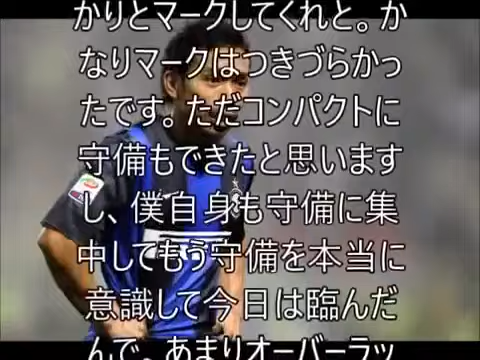 かりとマークしてくれと。か
なりマークはつきづらかっ
たです。ただコンパクトに
守備もできたと思います
し、僕自身も守備に集
中してもう守備を本当に
意識して今日は臨んだ
んで。あまりオーバーラッ